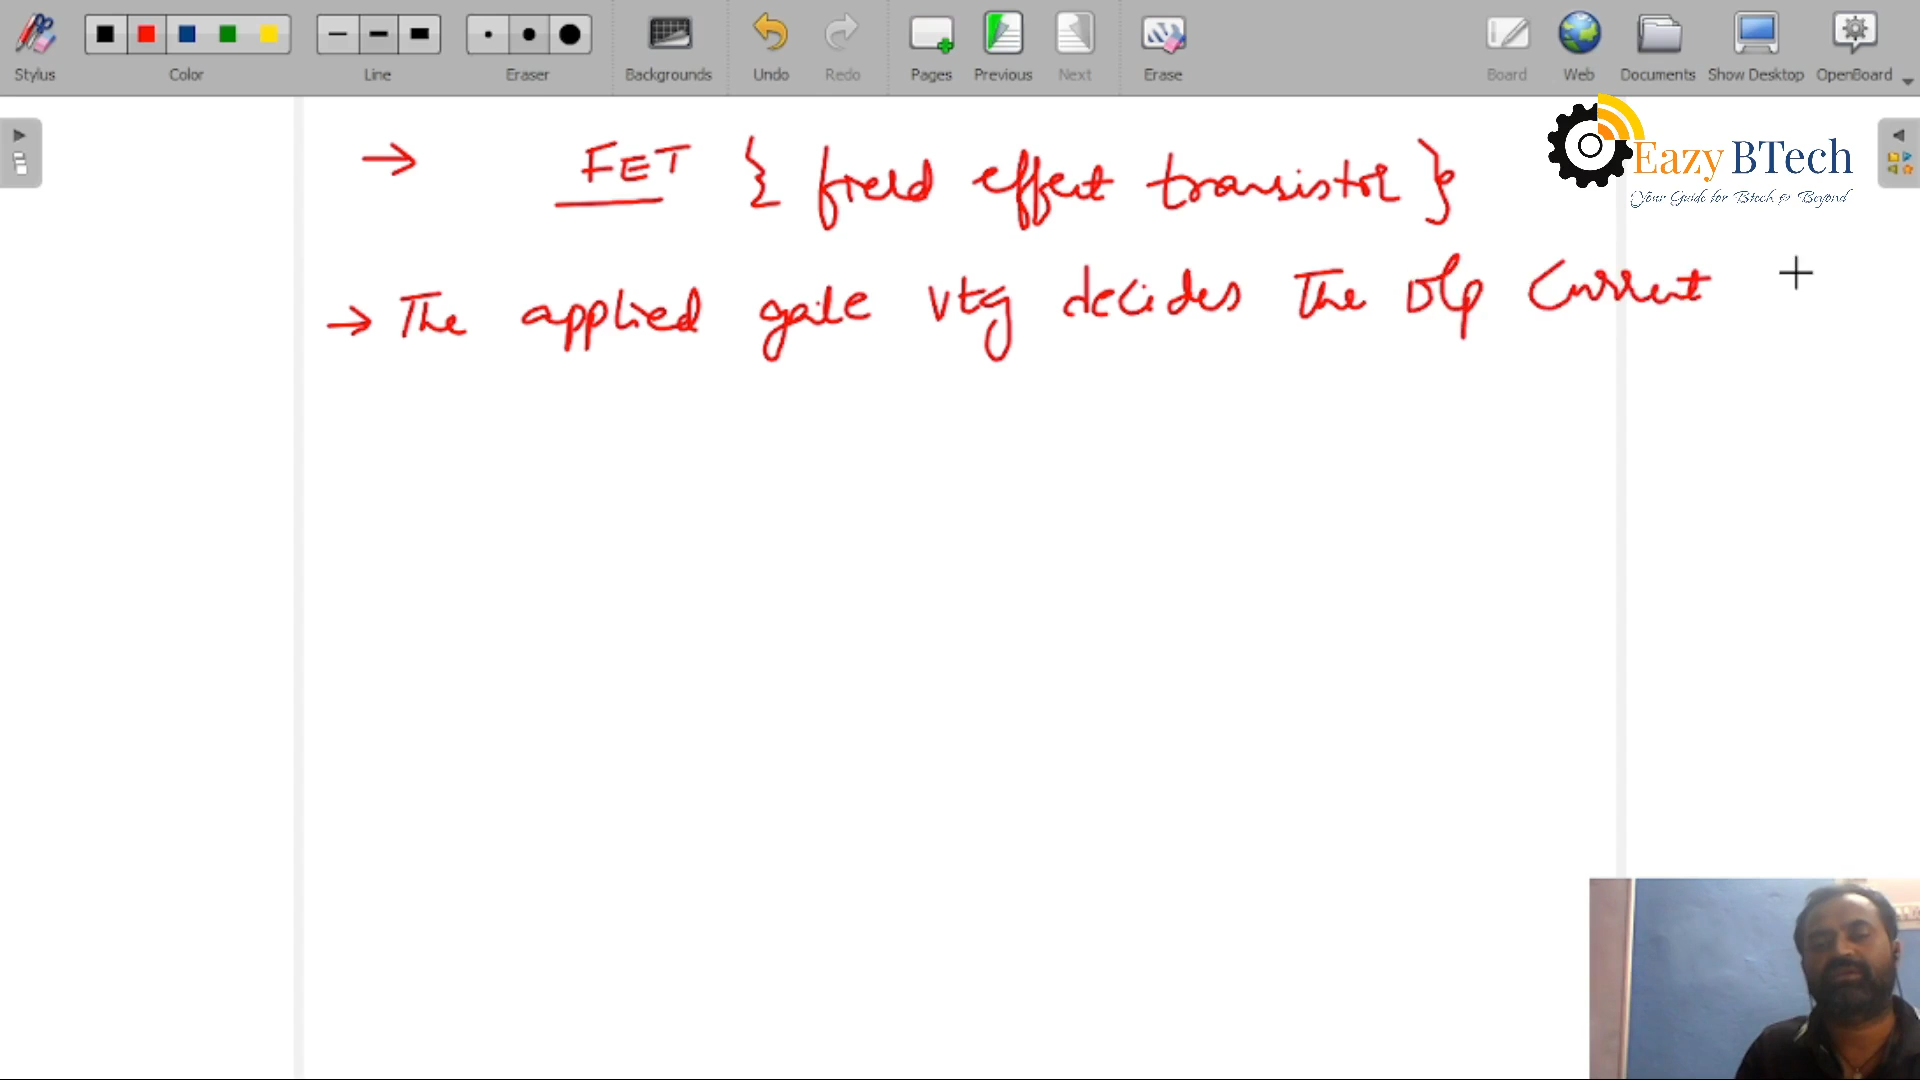 Stylus Color Line Eraser Backgrounds Undo Redo Pages Previous Next Erase Board Web Documents Show Desktop OpenBoard
Eazy BTech
Your Guide for Btech & Beyond
→ FET { field effect transistor }
→ The applied gate vtg decides The o/p Current